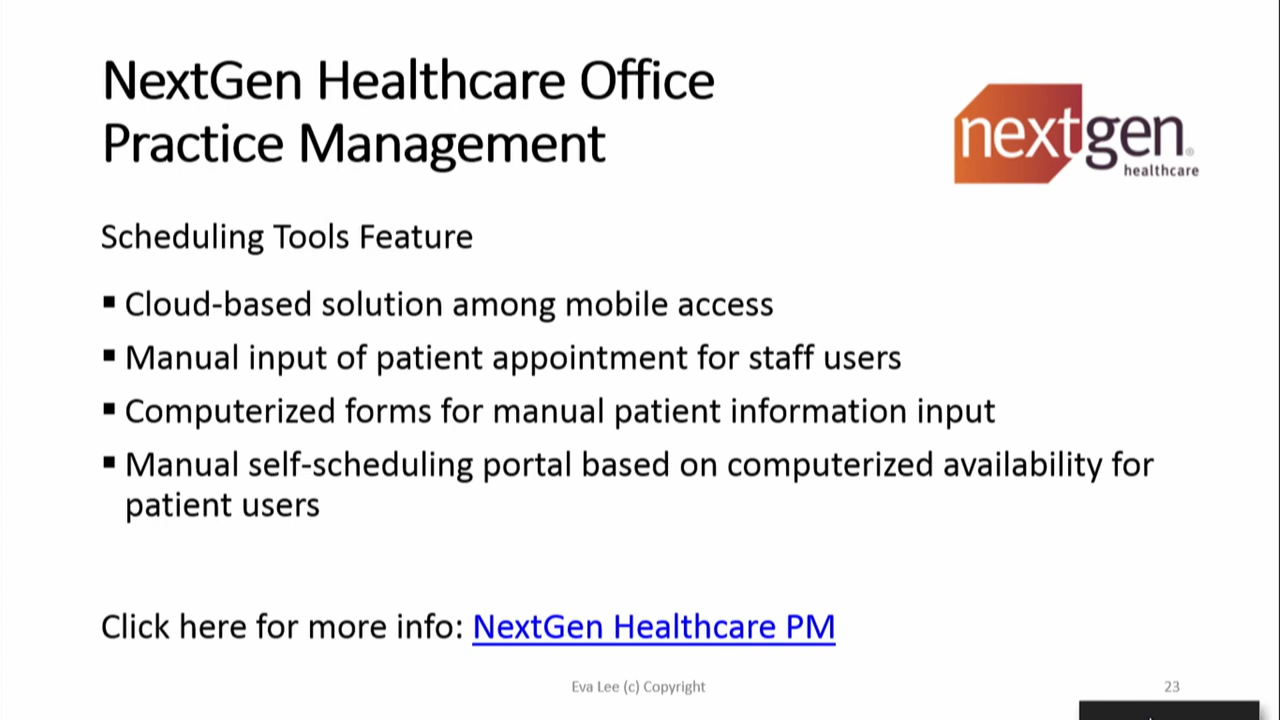 NextGen Healthcare Office
Practice Management
nextgen®
healthcare
Scheduling Tools Feature
▪ Cloud-based solution among mobile access
▪ Manual input of patient appointment for staff users
▪ Computerized forms for manual patient information input
▪ Manual self-scheduling portal based on computerized availability for
patient users
Click here for more info: NextGen Healthcare PM
Eva Lee (c) Copyright
23